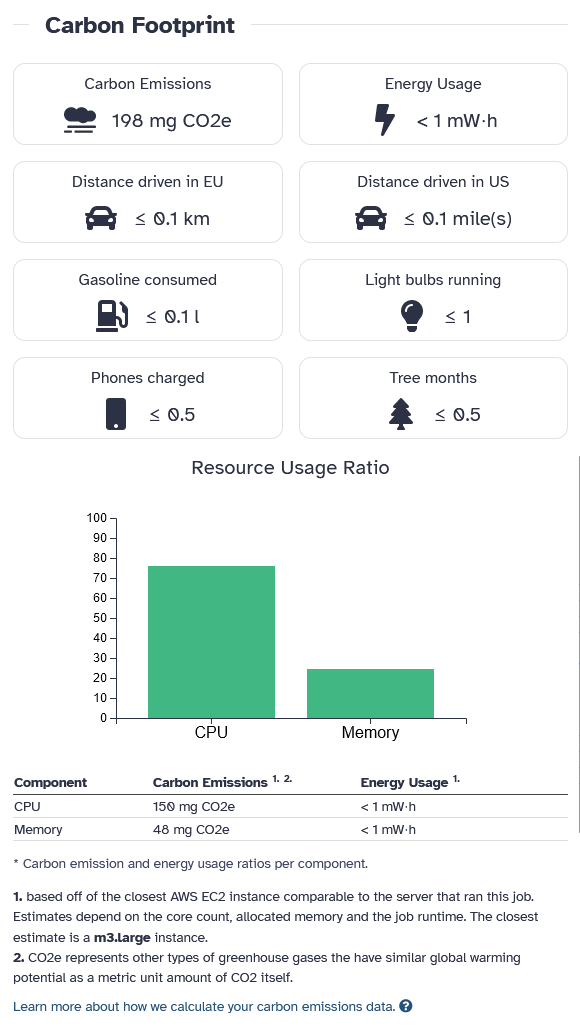 Carbon Footprint
Carbon Emissions
198 mg CO2e
Energy Usage
< 1 mW·h
Distance driven in EU
≤ 0.1 km
Distance driven in US
≤ 0.1 mile(s)
Gasoline consumed
≤ 0.1 l
Light bulbs running
≤ 1
Phones charged
≤ 0.5
Tree months
≤ 0.5
Resource Usage Ratio
100
90
80
70
60
50
40
30
20
10
0
CPU Memory
Component Carbon Emissions 1. 2. Energy Usage 1.
CPU 150 mg CO2e < 1 mW·h
Memory 48 mg CO2e < 1 mW·h
* Carbon emission and energy usage ratios per component.
1. based off of the closest AWS EC2 instance comparable to the server that ran this job.
Estimates depend on the core count, allocated memory and the job runtime. The closest
estimate is a m3.large instance.
2. CO2e represents other types of greenhouse gases the have similar global warming
potential as a metric unit amount of CO2 itself.
Learn more about how we calculate your carbon emissions data. ?